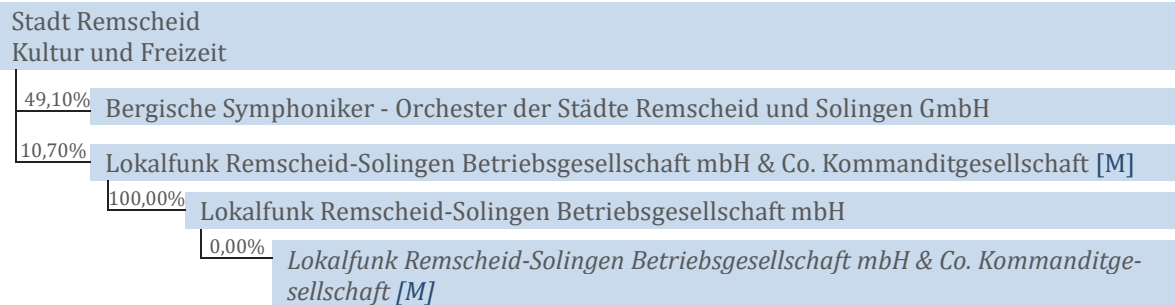 Stadt Remscheid
Kultur und Freizeit
49,10%
Bergische Symphoniker - Orchester der Städte Remscheid und Solingen GmbH
10,70%
Lokalfunk Remscheid-Solingen Betriebsgesellschaft mbH & Co. Kommanditgesellschaft [M]
100,00%
Lokalfunk Remscheid-Solingen Betriebsgesellschaft mbH
0,00%
Lokalfunk Remscheid-Solingen Betriebsgesellschaft mbH & Co. Kommanditge-
sellschaft [M]